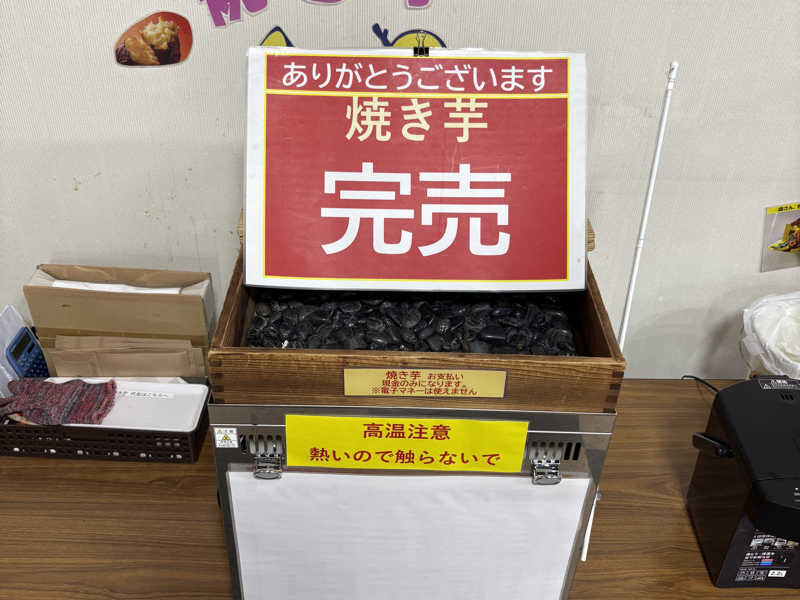 ありがとうございます
焼き芋
完売
焼き芋 お支払い
現金のみになります。
※電子マネーは使えません
高温注意
熱いので触らないで